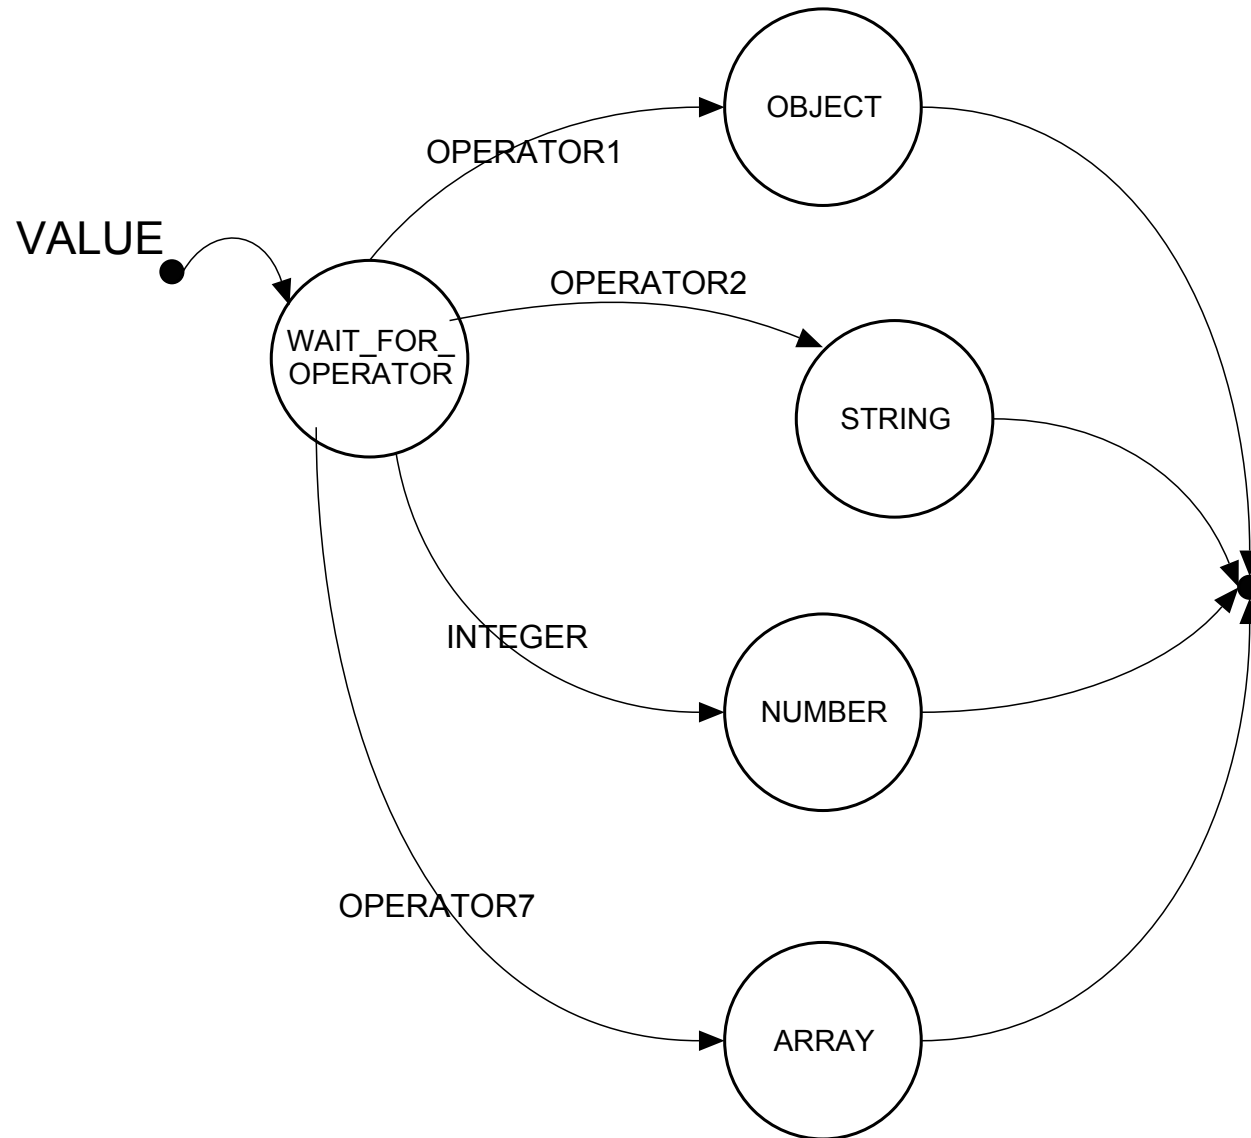 OBJECT
OPERATOR1
VALUE
OPERATOR2
WAIT_FOR_
OPERATOR
STRING
INTEGER
NUMBER
OPERATOR7
ARRAY